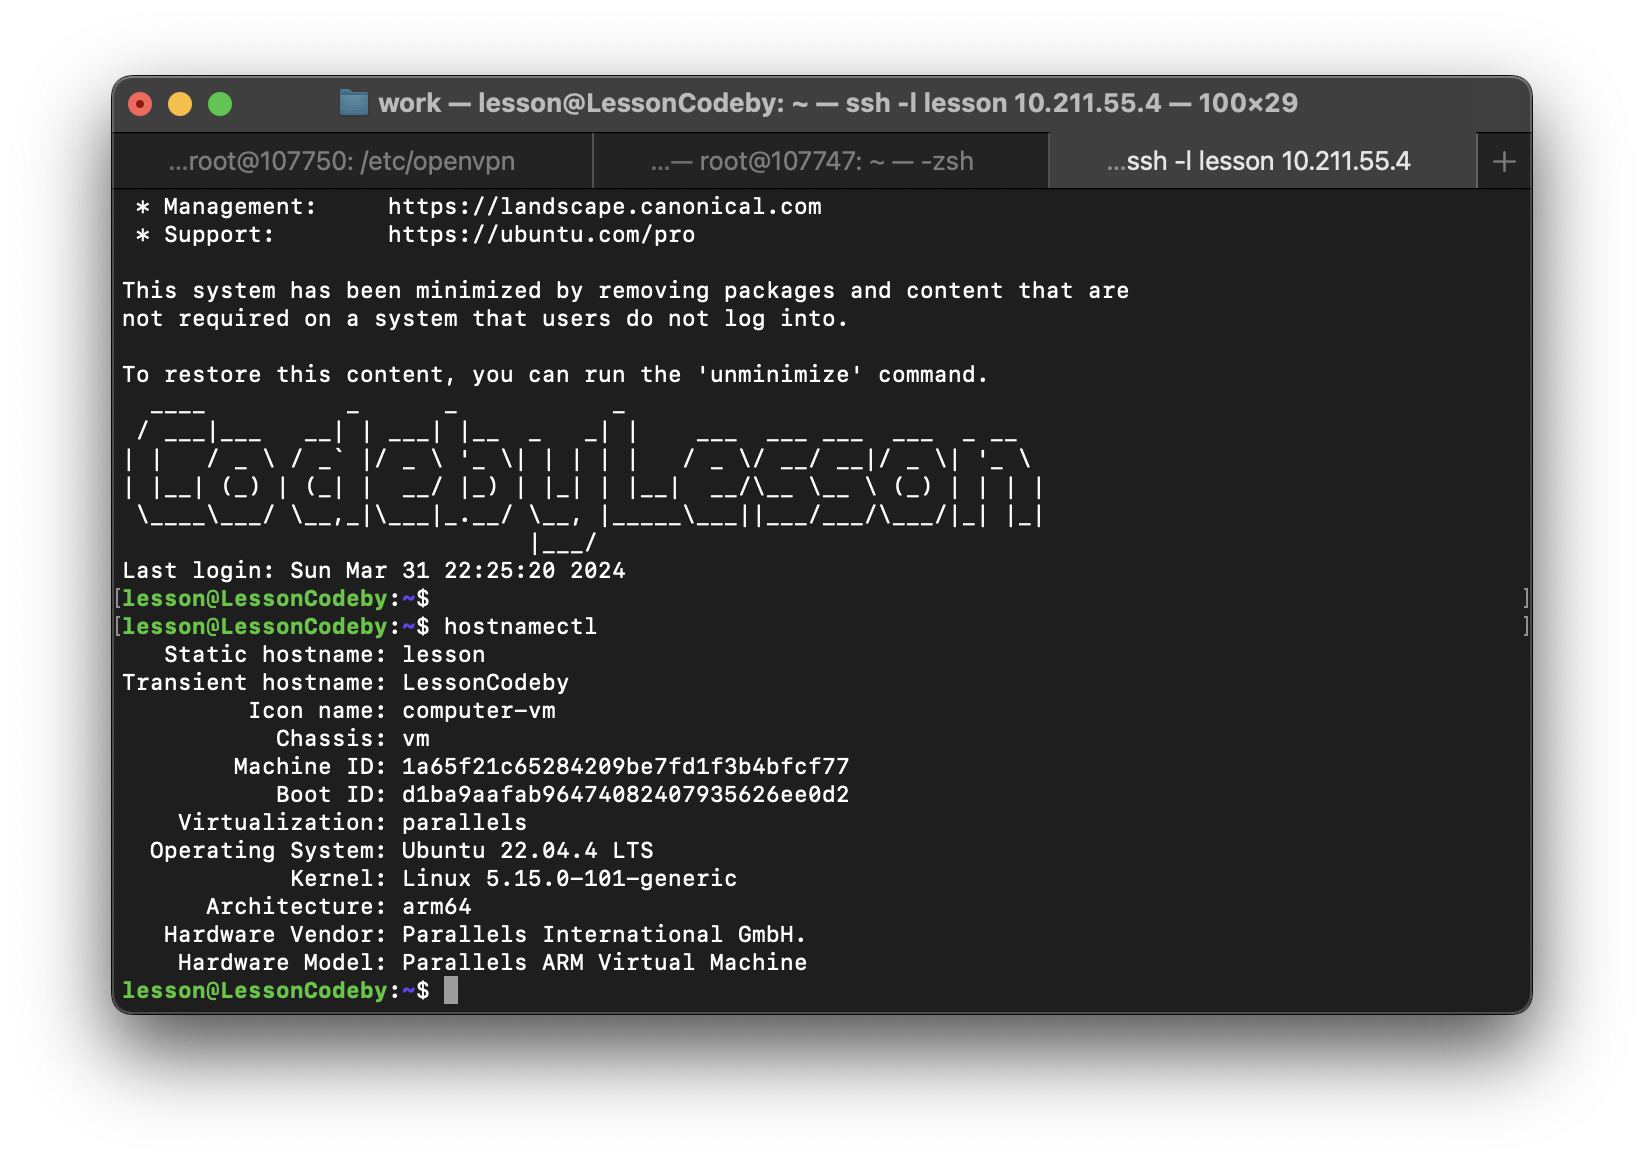 work — lesson@LessonCodeby: ~ — ssh -l lesson 10.211.55.4 — 100×29
...root@107750: /etc/openvpn
...— root@107747: ~ — -zsh
...ssh -l lesson 10.211.55.4
+
 * Management:     https://landscape.canonical.com
 * Support:        https://ubuntu.com/pro

This system has been minimized by removing packages and content that are
not required on a system that users do not log into.

To restore this content, you can run the 'unminimize' command.
CodebyLesson
Last login: Sun Mar 31 22:25:20 2024
[lesson@LessonCodeby:~$ ]
[lesson@LessonCodeby:~$ hostnamectl ]
   Static hostname: lesson
Transient hostname: LessonCodeby
         Icon name: computer-vm
           Chassis: vm
        Machine ID: 1a65f21c65284209be7fd1f3b4bfcf77
           Boot ID: d1ba9aafab96474082407935626ee0d2
    Virtualization: parallels
  Operating System: Ubuntu 22.04.4 LTS
            Kernel: Linux 5.15.0-101-generic
      Architecture: arm64
   Hardware Vendor: Parallels International GmbH.
    Hardware Model: Parallels ARM Virtual Machine
lesson@LessonCodeby:~$